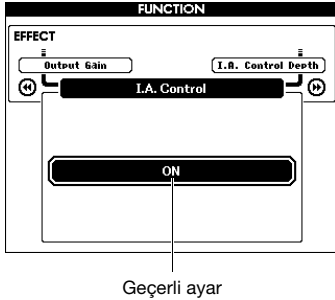 FUNCTION
EFFECT
Output Gain
I.A. Control Depth
I.A. Control
ON
Geçerli ayar